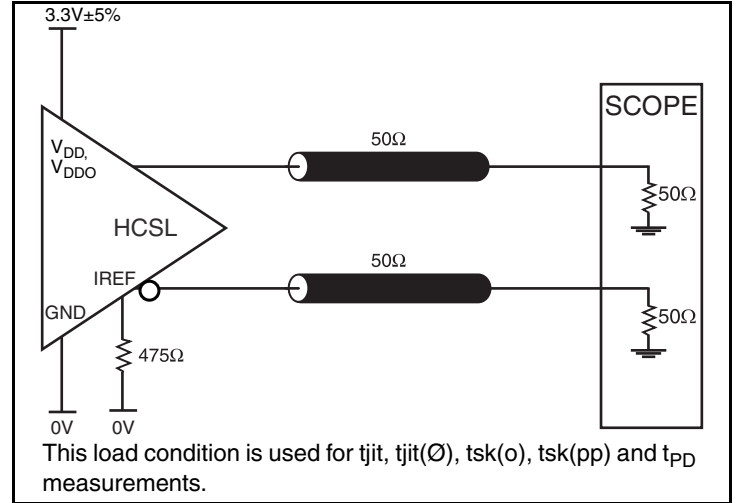 3.3V±5%
SCOPE
50Ω
V_DD,
V_DDO
50Ω
HCSL
50Ω
IREF
GND
50Ω
475Ω
0V 0V
This load condition is used for tjit, tjit(Ø), tsk(o), tsk(pp) and t_PD
measurements.